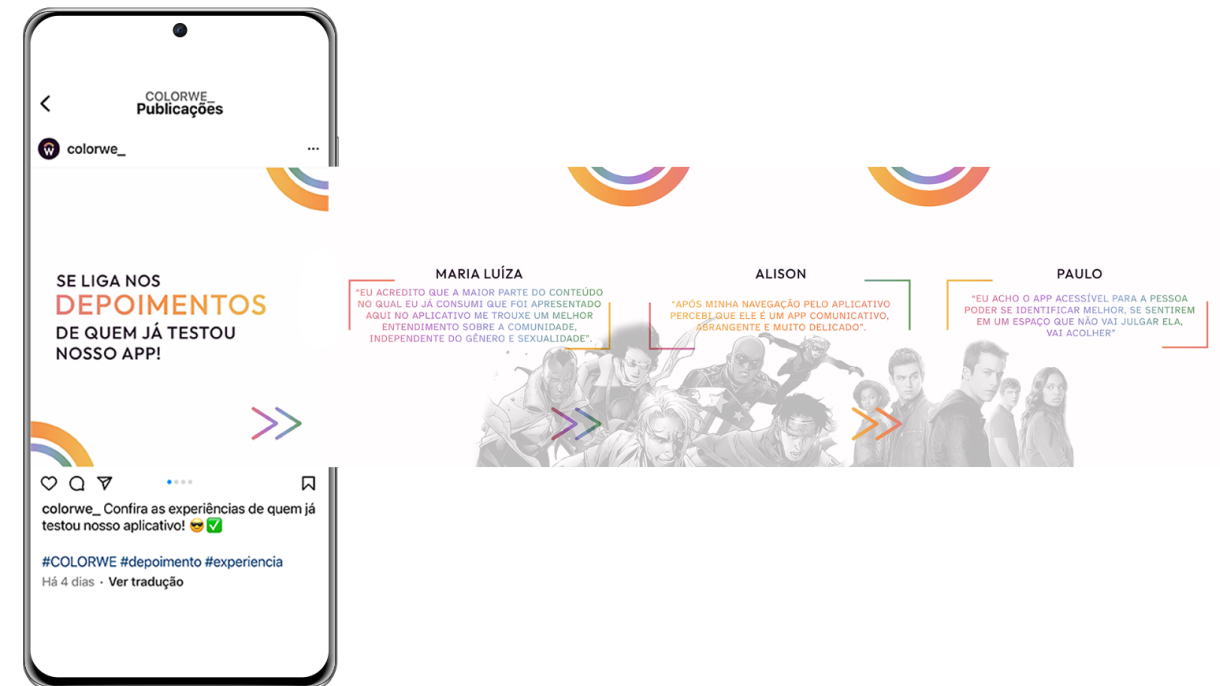 COLORWE_
Publicações
colorwe_
SE LIGA NOS
DEPOIMENTOS
DE QUEM JÁ TESTOU
NOSSO APP!
MARIA LUÍZA
"EU ACREDITO QUE A MAIOR PARTE DO CONTEÚDO
NO QUAL EU JÁ CONSUMI QUE FOI APRESENTADO
AQUI NO APLICATIVO ME TROUXE UM MELHOR
ENTENDIMENTO SOBRE A COMUNIDADE,
INDEPENDENTE DO GÊNERO E SEXUALIDADE".
ALISON
"APÓS MINHA NAVEGAÇÃO PELO APLICATIVO
PERCEBI QUE ELE É UM APP COMUNICATIVO,
ABRANGENTE E MUITO DELICADO".
PAULO
"EU ACHO O APP ACESSÍVEL PARA A PESSOA
PODER SE IDENTIFICAR MELHOR, SE SENTIREM
EM UM ESPAÇO QUE NÃO VAI JULGAR ELA,
VAI ACOLHER"
colorwe_ Confira as experiências de quem já
testou nosso aplicativo! 😎✅
#COLORWE #depoimento #experiencia
Há 4 dias · Ver tradução